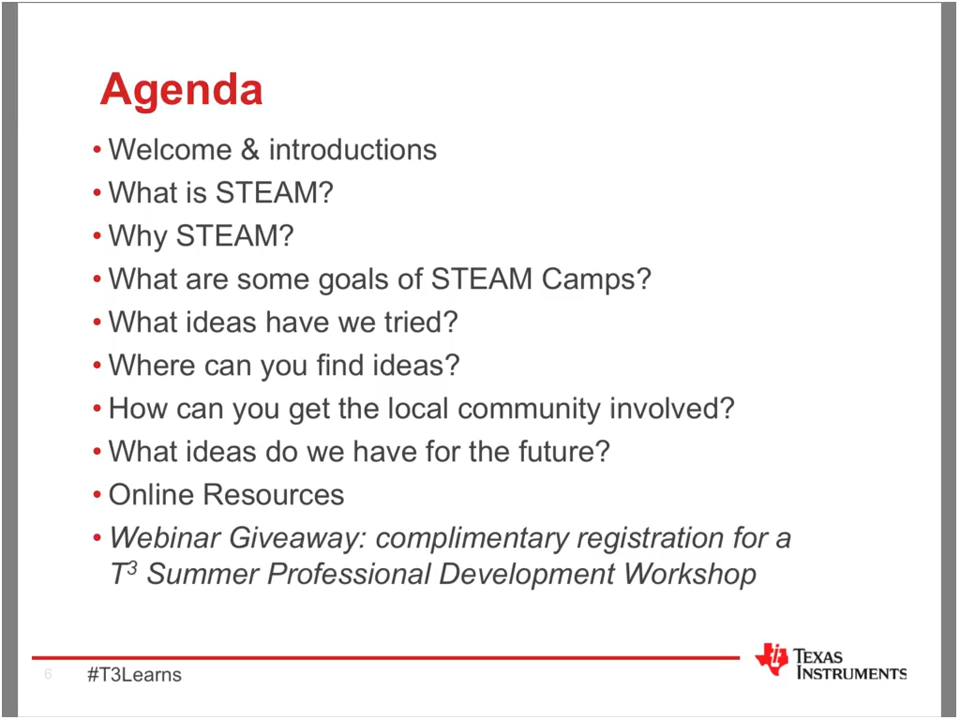 Agenda
• Welcome & introductions
• What is STEAM?
• Why STEAM?
• What are some goals of STEAM Camps?
• What ideas have we tried?
• Where can you find ideas?
• How can you get the local community involved?
• What ideas do we have for the future?
• Online Resources
• Webinar Giveaway: complimentary registration for a
T³ Summer Professional Development Workshop
6
#T3Learns
TEXAS
INSTRUMENTS